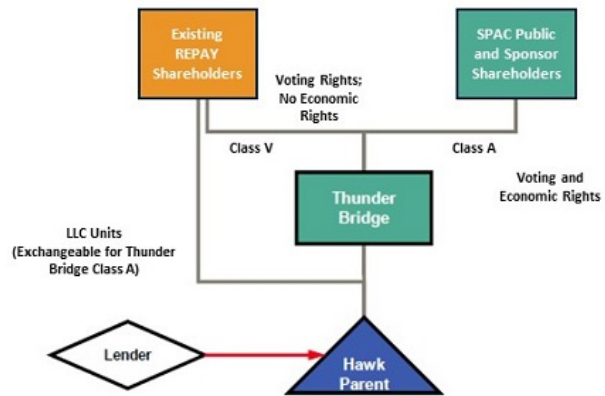 Existing
REPAY
Shareholders
SPAC Public
and Sponsor
Shareholders
Voting Rights;
No Economic
Rights
Class V
Class A
Voting and
Economic Rights
Thunder
Bridge
LLC Units
(Exchangeable for Thunder
Bridge Class A)
Lender
Hawk
Parent